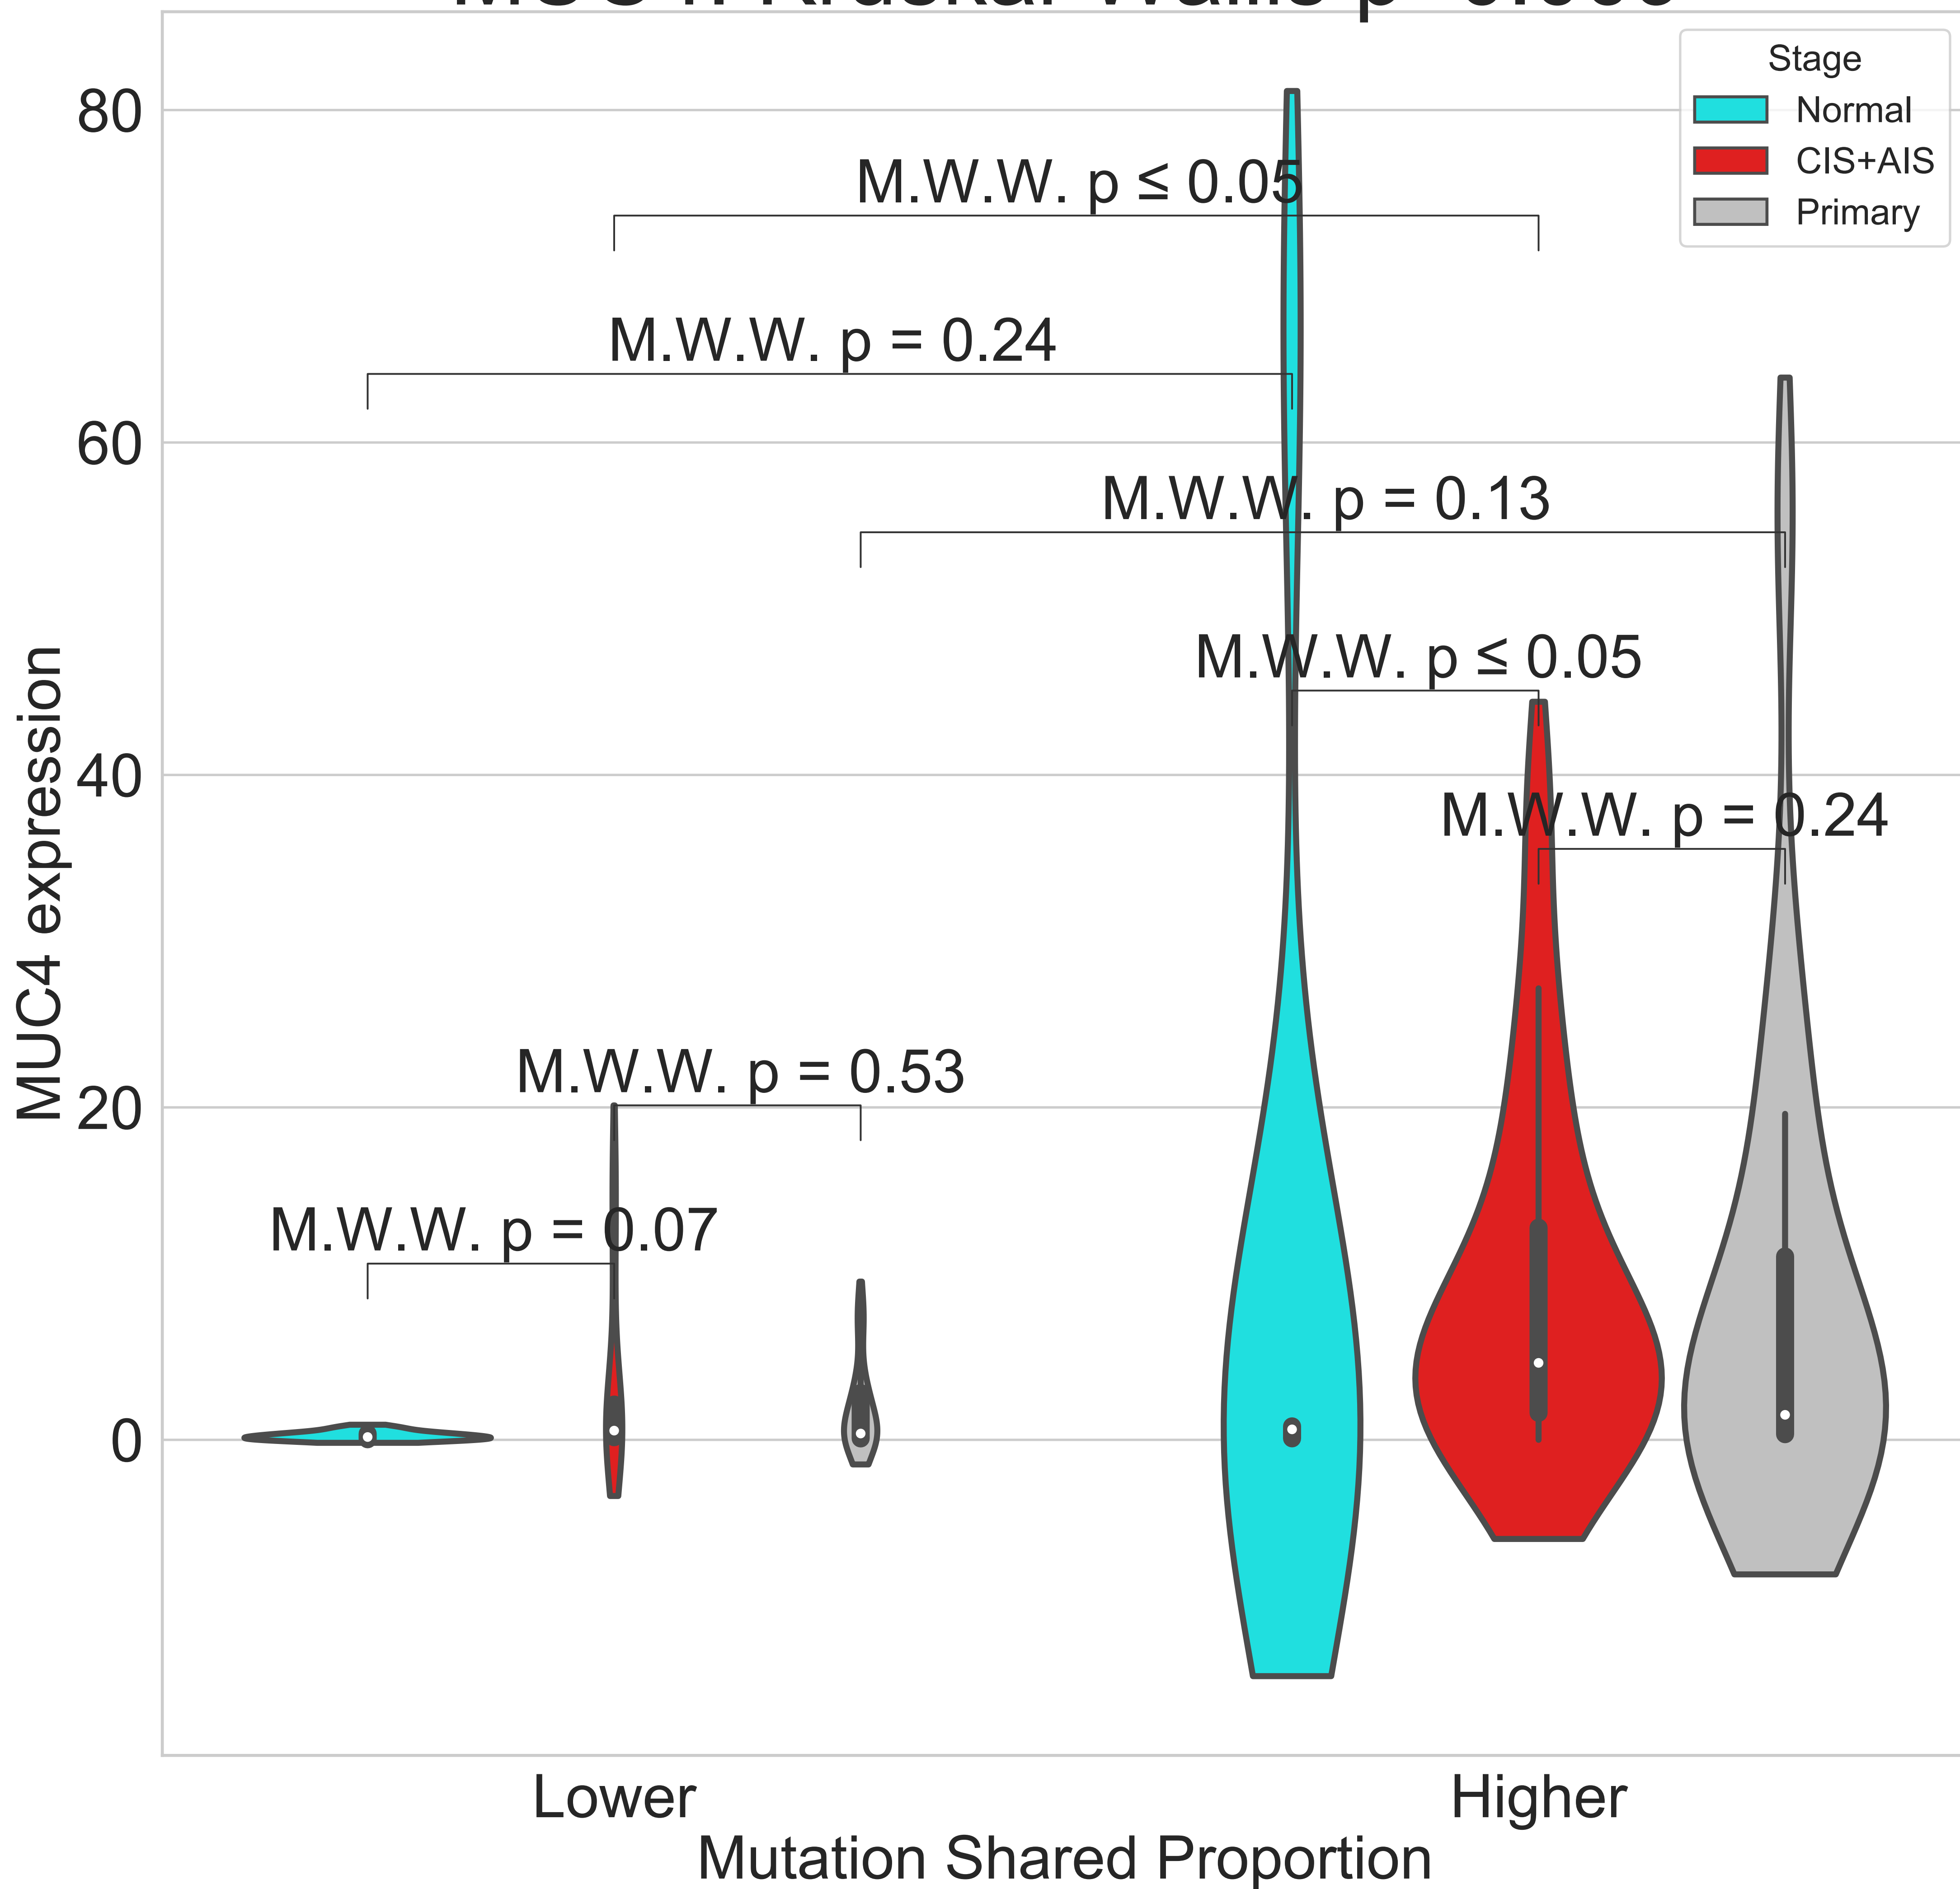 Stage
Normal
CIS+AIS
Primary
80
60
40
20
0
MUC4 expression
M.W.W. p ≤ 0.05
M.W.W. p = 0.24
M.W.W. p = 0.13
M.W.W. p ≤ 0.05
M.W.W. p = 0.24
M.W.W. p = 0.53
M.W.W. p = 0.07
Lower
Higher
Mutation Shared Proportion